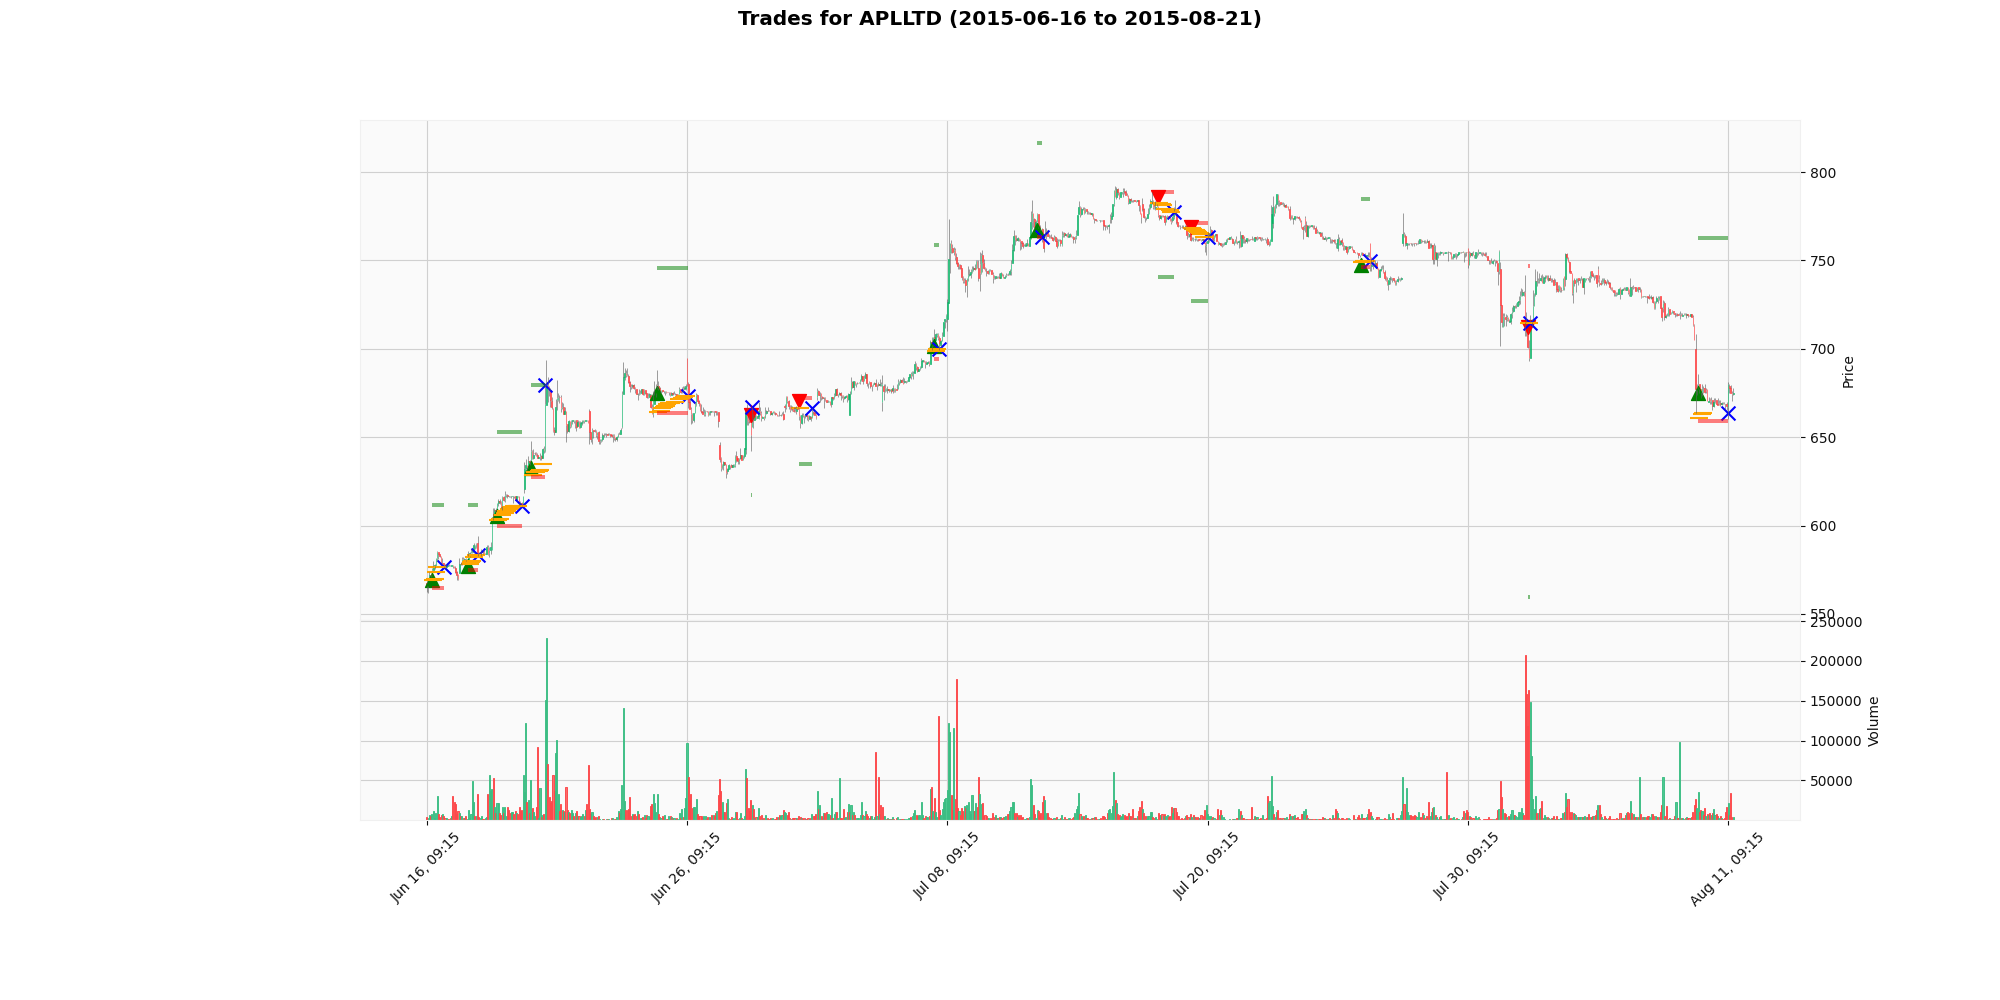 Trades for APLLTD (2015-06-16 to 2015-08-21)
800
750
700
650
600
550
Price
250000
200000
150000
100000
50000
Volume
Jun 16, 09:15
Jun 26, 09:15
Jul 08, 09:15
Jul 20, 09:15
Jul 30, 09:15
Aug 11, 09:15